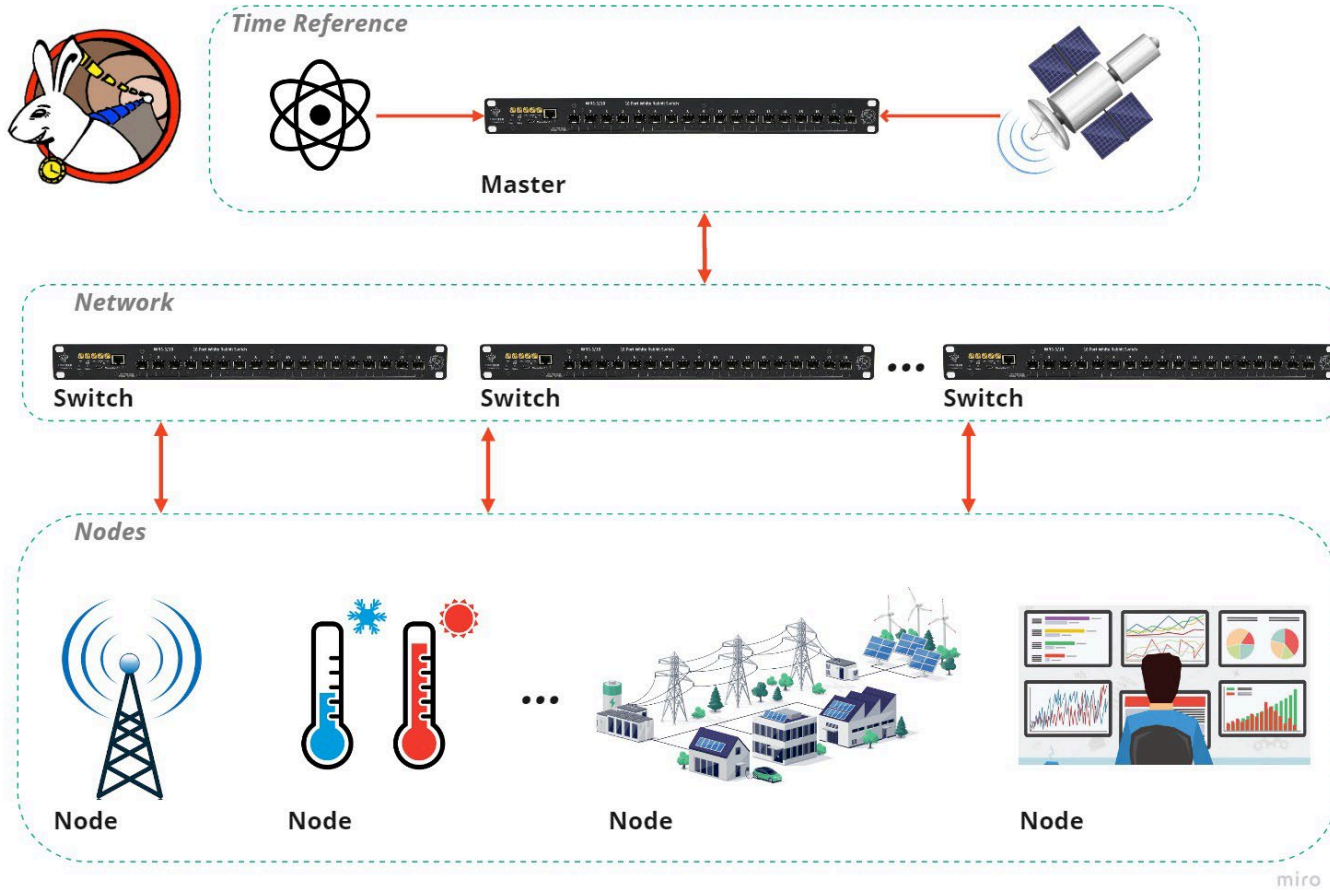 Time Reference
Master
Network
Switch
Switch
Switch
Nodes
Node
Node
Node
Node
miro